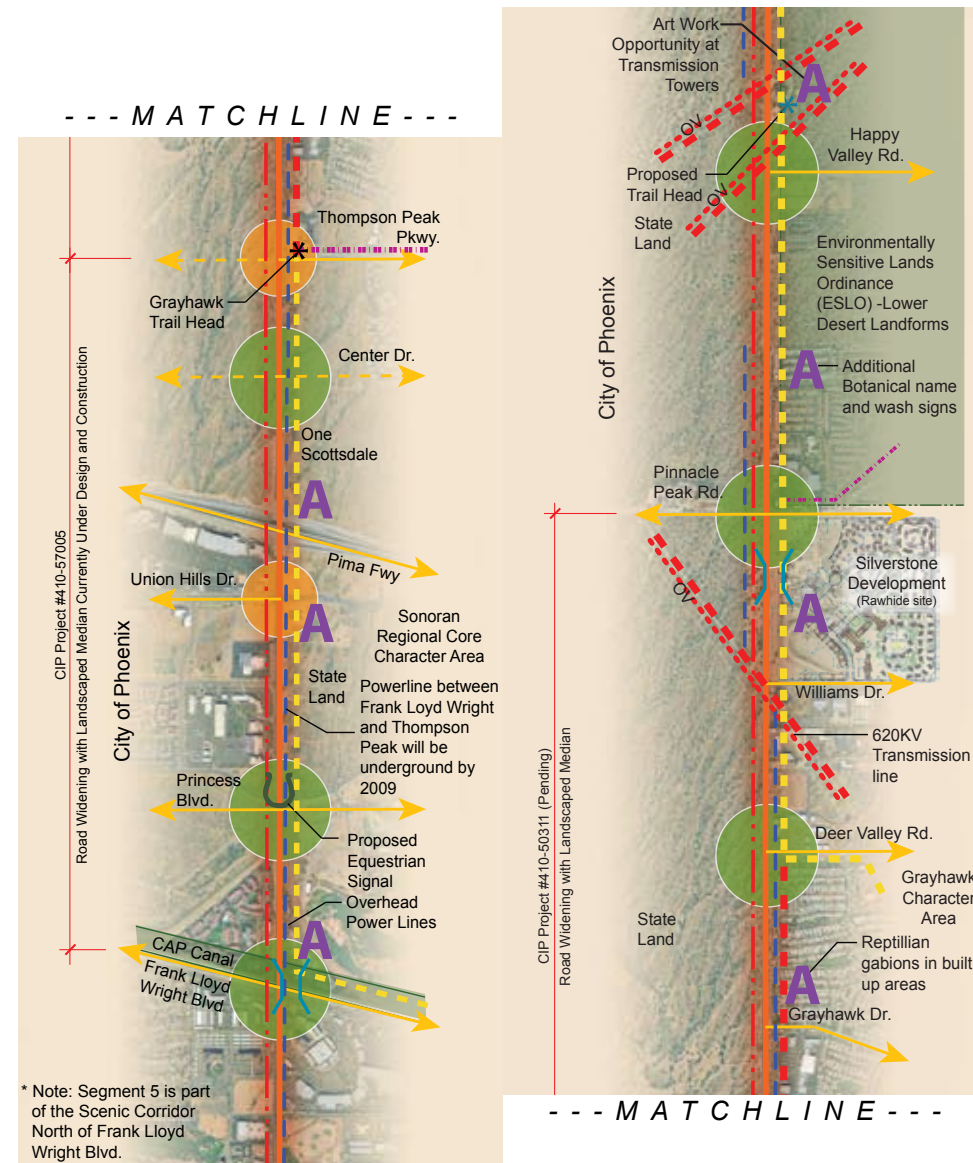 - - - M A T C H L I N E - - -
Thompson Peak
Pkwy.
Grayhawk
Trail Head
Center Dr.
One
Scottsdale
A
Pima Fwy
Union Hills Dr.
A
Sonoran
Regional Core
Character Area
State
Land
Powerline between
Frank Loyd Wright
and Thompson
Peak will be
underground by
2009
Princess
Blvd.
Proposed
Equestrian
Signal
Overhead
Power Lines
A
CAP Canal
Frank Lloyd
Wright Blvd
CIP Project #410-57005
Road Widening with Landscaped Median Currently Under Design and Construction
City of Phoenix
* Note: Segment 5 is part
of the Scenic Corridor
North of Frank Lloyd
Wright Blvd.
Art Work
Opportunity at
Transmission
Towers
A
OV
Happy
Valley Rd.
Proposed
Trail Head
OV
State
Land
Environmentally
Sensitive Lands
Ordinance
(ESLO) -Lower
Desert Landforms
City of Phoenix
A
Additional
Botanical name
and wash signs
Pinnacle
Peak Rd.
OV
Silverstone
Development
(Rawhide site)
A
Williams Dr.
620KV
Transmission
line
Deer Valley Rd.
Grayhawk
Character
Area
State
Land
Reptillian
gabions in built
up areas
A
Grayhawk Dr.
CIP Project #410-50311 (Pending)
Road Widening with Landscaped Median
- - - M A T C H L I N E - - -